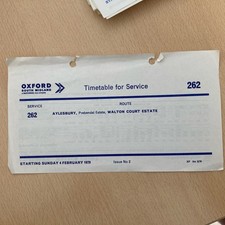 OXFORD
SOUTH MIDLAND
Timetable for Service
262
SERVICE
ROUTE
262
AYLESBURY, Prebendal Estate, WALTON COURT ESTATE
STARTING SUNDAY 4 FEBRUARY
Issue No 2